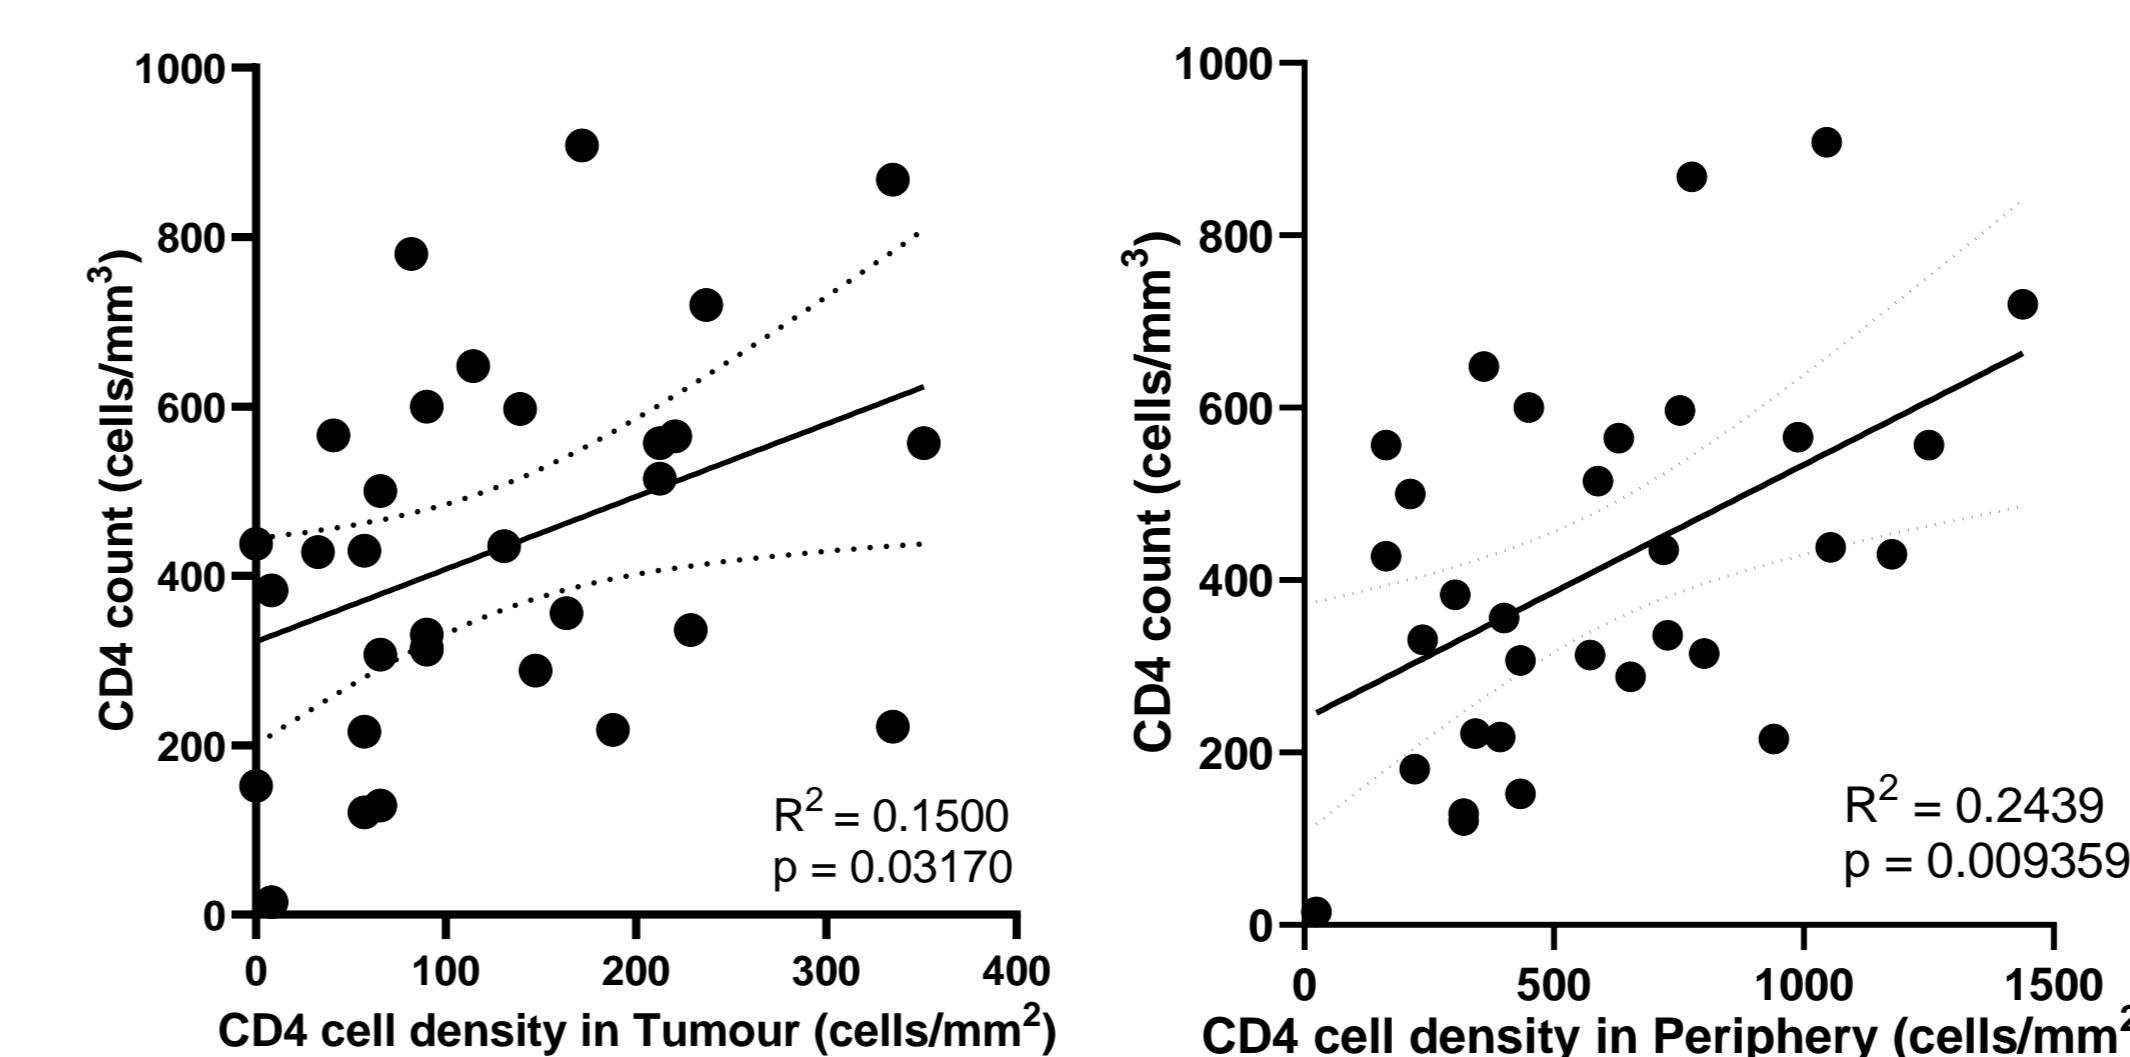 1000
800
600
400
200
0
CD4 count (cells/mm³)
R² = 0.1500
p = 0.03170
0 100 200 300 400
CD4 cell density in Tumour (cells/mm²)
1000
800
600
400
200
0
CD4 count (cells/mm³)
R² = 0.2439
p = 0.009359
0 500 1000 1500
CD4 cell density in Periphery (cells/mm²